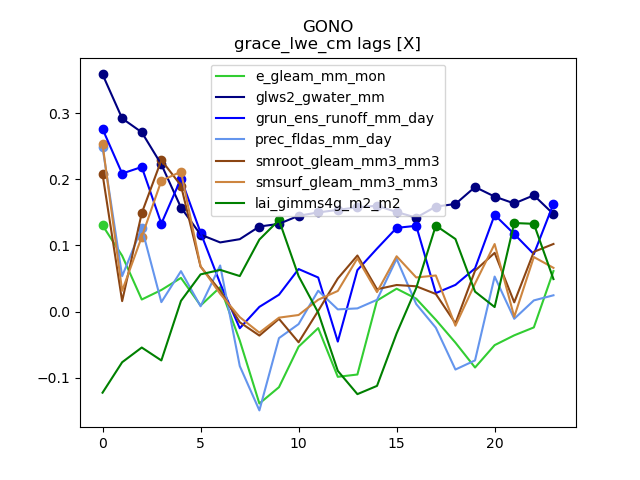 GONO
grace_lwe_cm lags [X]
e_gleam_mm_mon
glws2_gwater_mm
grun_ens_runoff_mm_day
prec_fldas_mm_day
smroot_gleam_mm3_mm3
smsurf_gleam_mm3_mm3
lai_gimms4g_m2_m2
0.3
0.2
0.1
0.0
−0.1
0 5 10 15 20